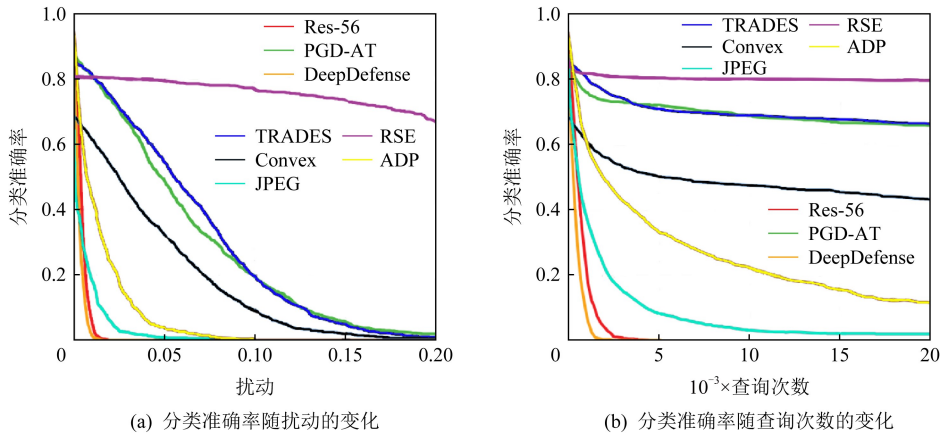 1.0
0.8
0.6
0.4
0.2
0
0.05
0.10
0.15
0.20
分类准确率
扰动
Res-56
PGD-AT
DeepDefense
TRADES
RSE
Convex
ADP
JPEG
(a) 分类准确率随扰动的变化
1.0
0.8
0.6
0.4
0.2
0
5
10
15
20
分类准确率
10⁻³×查询次数
TRADES
RSE
Convex
ADP
JPEG
Res-56
PGD-AT
DeepDefense
(b) 分类准确率随查询次数的变化